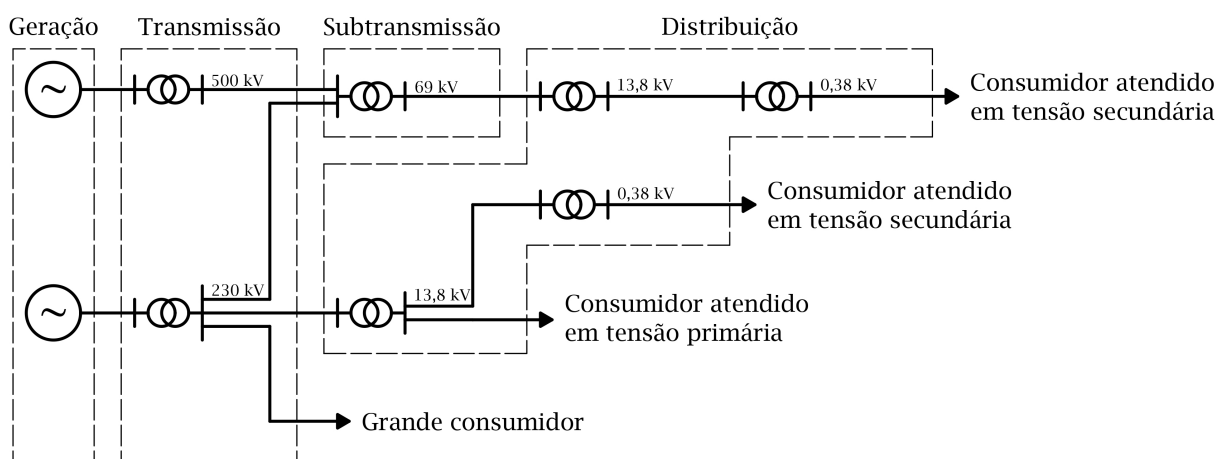 Geração Transmissão Subtransmissão Distribuição
500 kV 69 kV 13,8 kV 0,38 kV
Consumidor atendido
em tensão secundária
0,38 kV
Consumidor atendido
em tensão secundária
230 kV 13,8 kV
Consumidor atendido
em tensão primária
Grande consumidor